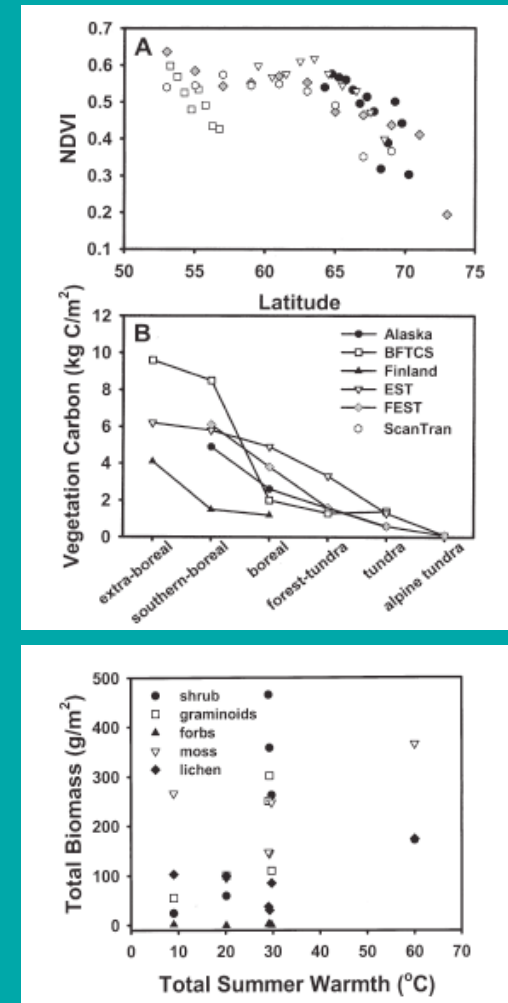 A
0.7
0.6
0.5
0.4
0.3
0.2
0.1
NDVI
50 55 60 65 70 75
Latitude
B
12
10
8
6
4
2
0
Vegetation Carbon (kg C/m²)
Alaska
BFTCS
Finland
EST
FEST
ScanTran
extra-boreal
southern-boreal
boreal
forest-tundra
tundra
alpine tundra
500
400
300
200
100
0
Total Biomass (g/m²)
shrub
graminoids
forbs
moss
lichen
0 10 20 30 40 50 60 70
Total Summer Warmth (°C)